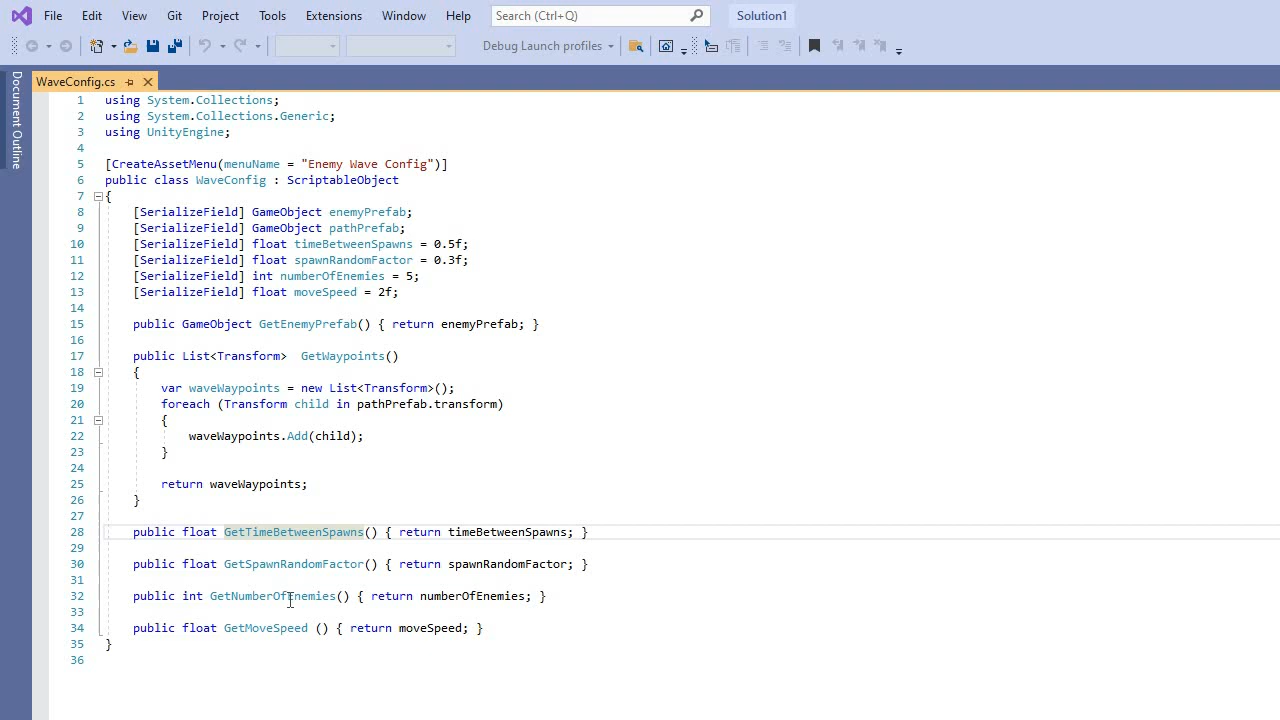 File Edit View Git Project Tools Extensions Window Help Search (Ctrl+Q) Solution1
Debug Launch profiles
WaveConfig.cs
Document Outline
1 using System.Collections;
2 using System.Collections.Generic;
3 using UnityEngine;
4
5 [CreateAssetMenu(menuName = "Enemy Wave Config")]
6 public class WaveConfig : ScriptableObject
7 {
8 [SerializeField] GameObject enemyPrefab;
9 [SerializeField] GameObject pathPrefab;
10 [SerializeField] float timeBetweenSpawns = 0.5f;
11 [SerializeField] float spawnRandomFactor = 0.3f;
12 [SerializeField] int numberOfEnemies = 5;
13 [SerializeField] float moveSpeed = 2f;
14
15 public GameObject GetEnemyPrefab() { return enemyPrefab; }
16
17 public List<Transform>  GetWaypoints()
18 {
19 var waveWaypoints = new List<Transform>();
20 foreach (Transform child in pathPrefab.transform)
21 {
22 waveWaypoints.Add(child);
23 }
24
25 return waveWaypoints;
26 }
27
28 public float GetTimeBetweenSpawns() { return timeBetweenSpawns; }
29
30 public float GetSpawnRandomFactor() { return spawnRandomFactor; }
31
32 public int GetNumberOfEnemies() { return numberOfEnemies; }
33
34 public float GetMoveSpeed () { return moveSpeed; }
35 }
36